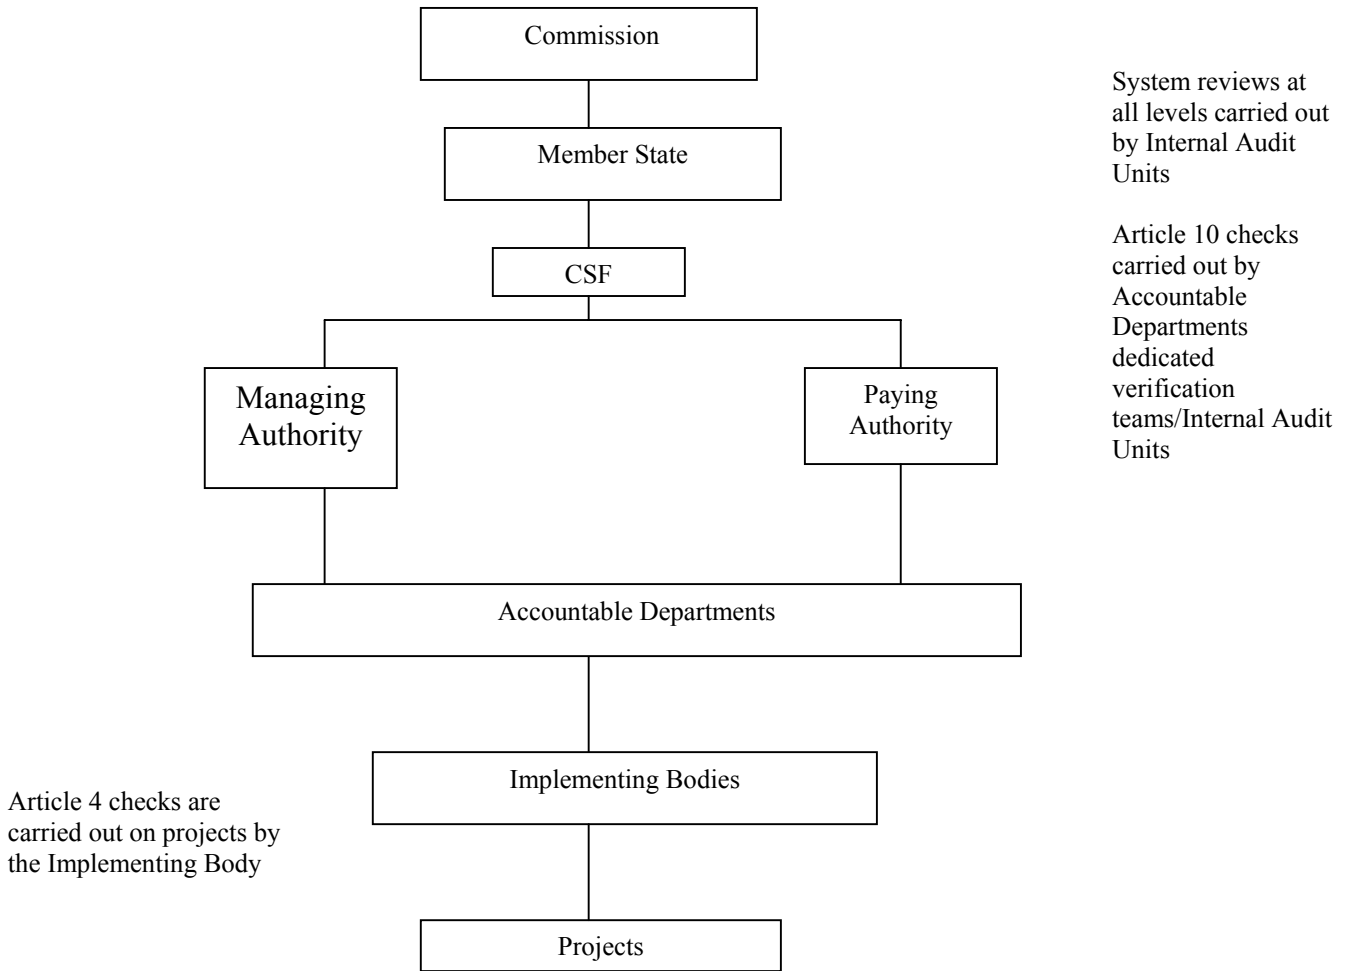 Commission
System reviews at
all levels carried out
by Internal Audit
Units
Member State
Article 10 checks
carried out by
Accountable
Departments
dedicated
verification
teams/Internal Audit
Units
CSF
Managing
Authority
Paying
Authority
Accountable Departments
Implementing Bodies
Article 4 checks are
carried out on projects by
the Implementing Body
Projects